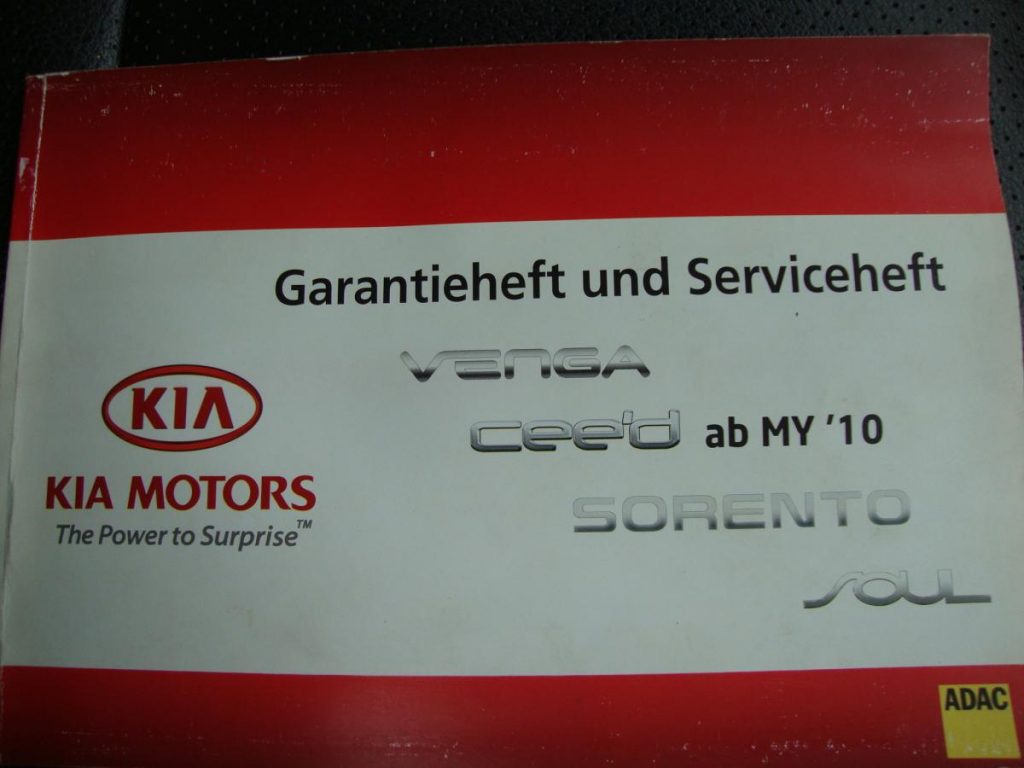 Garantieheft und Serviceheft
VENGA
cee'd ab MY '10
SORENTO
SOUL
KIA
KIA MOTORS
The Power to Surprise™
ADAC